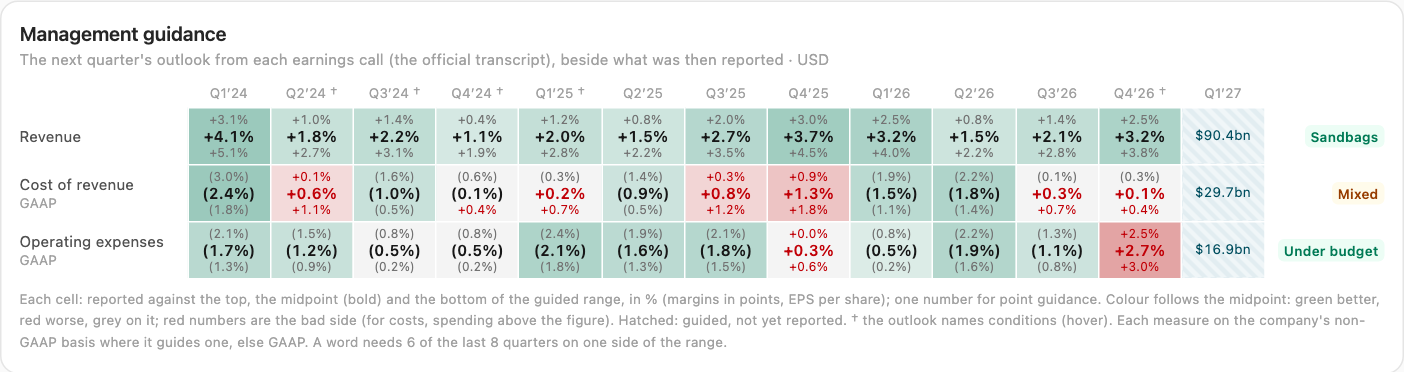 Management guidance
The next quarter's outlook from each earnings call (the official transcript), beside what was then reported · USD
Q1'24 Q2'24 † Q3'24 † Q4'24 † Q1'25 † Q2'25 Q3'25 Q4'25 Q1'26 Q2'26 Q3'26 Q4'26 † Q1'27
+3.1% +1.0% +1.4% +0.4% +1.2% +0.8% +2.0% +3.0% +2.5% +0.8% +1.4% +2.5%
Revenue +4.1% +1.8% +2.2% +1.1% +2.0% +1.5% +2.7% +3.7% +3.2% +1.5% +2.1% +3.2% $90.4bn Sandbags
+5.1% +2.7% +3.1% +1.9% +2.8% +2.2% +3.5% +4.5% +4.0% +2.2% +2.8% +3.8%
(3.0%) +0.1% (1.6%) (0.6%) (0.3%) (1.4%) +0.3% +0.9% (1.9%) (2.2%) (0.1%) (0.3%)
Cost of revenue (2.4%) +0.6% (1.0%) (0.1%) +0.2% (0.9%) +0.8% +1.3% (1.5%) (1.8%) +0.3% +0.1% $29.7bn Mixed
GAAP (1.8%) +1.1% (0.5%) +0.4% +0.7% (0.5%) +1.2% +1.8% (1.1%) (1.4%) +0.7% +0.4%
(2.1%) (1.5%) (0.8%) (0.8%) (2.4%) (1.9%) (2.1%) +0.0% (0.8%) (2.2%) (1.3%) +2.5%
Operating expenses (1.7%) (1.2%) (0.5%) (0.5%) (2.1%) (1.6%) (1.8%) +0.3% (0.5%) (1.9%) (1.1%) +2.7% $16.9bn Under budget
GAAP (1.3%) (0.9%) (0.2%) (0.2%) (1.8%) (1.3%) (1.5%) +0.6% (0.2%) (1.6%) (0.8%) +3.0%
Each cell: reported against the top, the midpoint (bold) and the bottom of the guided range, in % (margins in points, EPS per share); one number for point guidance. Colour follows the midpoint: green better,
red worse, grey on it; red numbers are the bad side (for costs, spending above the figure). Hatched: guided, not yet reported. † the outlook names conditions (hover). Each measure on the company's non-
GAAP basis where it guides one, else GAAP. A word needs 6 of the last 8 quarters on one side of the range.